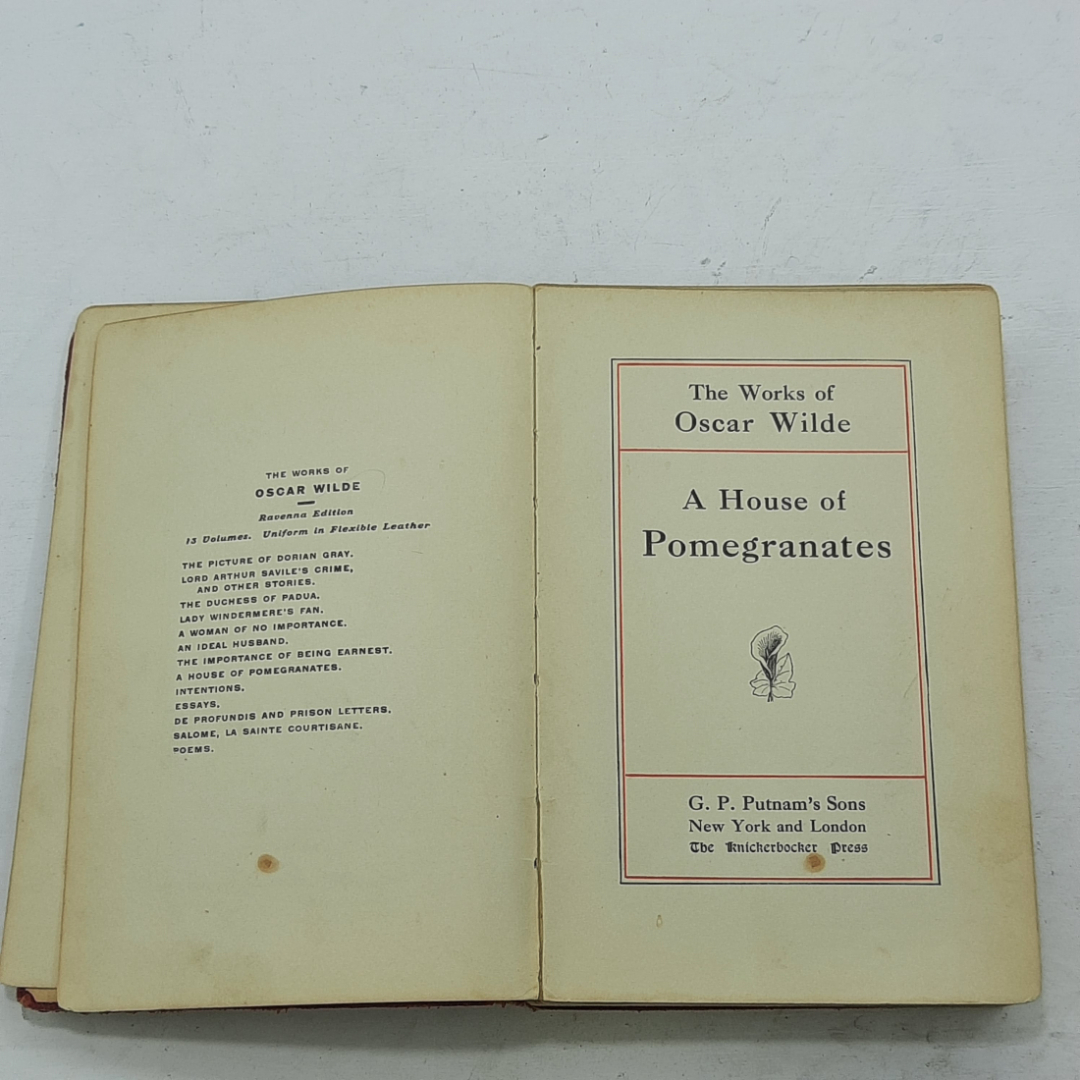 THE WORKS OF
OSCAR WILDE
Ravenna Edition
13 Volumes. Uniform in Flexible Leather
THE PICTURE OF DORIAN GRAY.
LORD ARTHUR SAVILE'S CRIME,
AND OTHER STORIES.
THE DUCHESS OF PADUA.
LADY WINDERMERE'S FAN.
A WOMAN OF NO IMPORTANCE.
AN IDEAL HUSBAND.
THE IMPORTANCE OF BEING EARNEST.
A HOUSE OF POMEGRANATES.
INTENTIONS.
ESSAYS.
DE PROFUNDIS AND PRISON LETTERS.
SALOME, LA SAINTE COURTISANE.
POEMS.
The Works of
Oscar Wilde
A House of
Pomegranates
G. P. Putnam's Sons
New York and London
The Knickerbocker Press